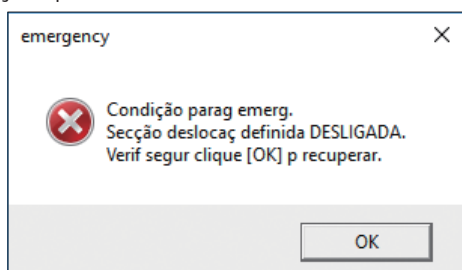 emergency
Condição parag emerg.
Secção deslocaç definida DESLIGADA.
Verif segur clique [OK] p recuperar.
OK